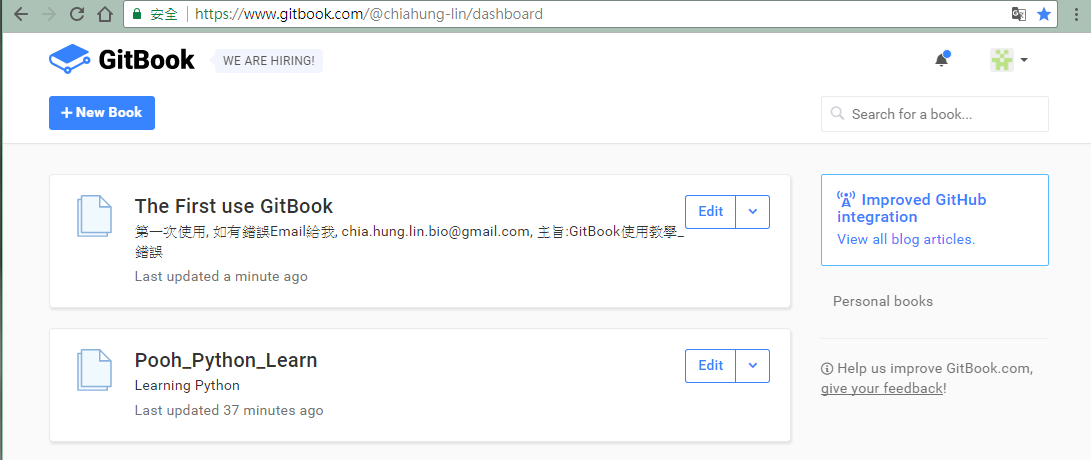 安全 | https://www.gitbook.com/@chiahung-lin/dashboard
GitBook WE ARE HIRING!
+ New Book
Search for a book...
The First use GitBook
第一次使用, 如有錯誤Email給我, chia.hung.lin.bio@gmail.com, 主旨:GitBook使用教學_
錯誤
Last updated a minute ago
Edit
Pooh_Python_Learn
Learning Python
Last updated 37 minutes ago
Edit
Improved GitHub
integration
View all blog articles.
Personal books
Help us improve GitBook.com,
give your feedback!